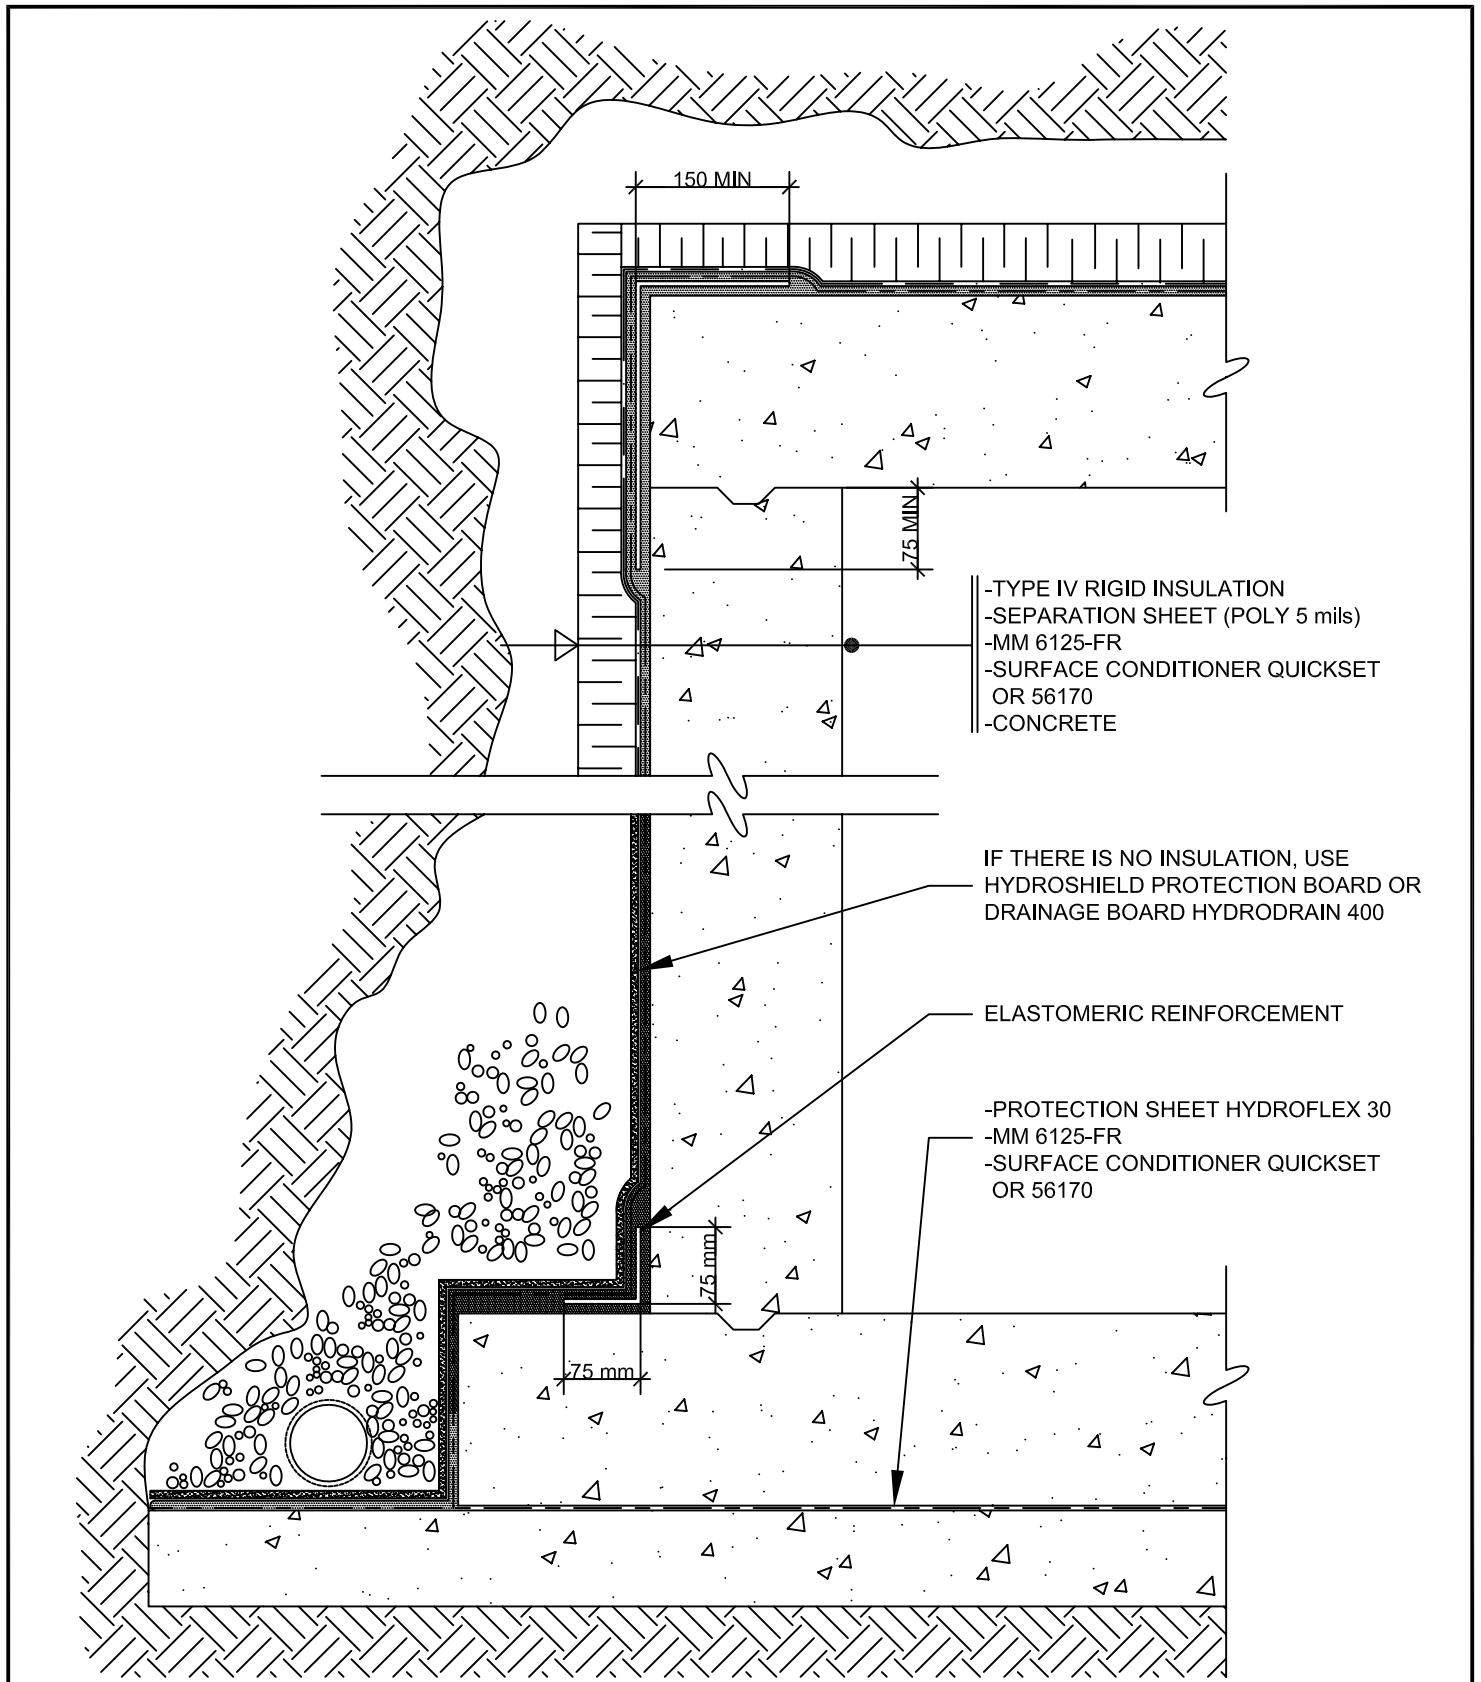 150 MIN
75 MIN
-TYPE IV RIGID INSULATION
-SEPARATION SHEET (POLY 5 mils)
-MM 6125-FR
-SURFACE CONDITIONER QUICKSET
OR 56170
-CONCRETE
IF THERE IS NO INSULATION, USE
HYDROSHIELD PROTECTION BOARD OR
DRAINAGE BOARD HYDRODRAIN 400
ELASTOMERIC REINFORCEMENT
-PROTECTION SHEET HYDROFLEX 30
-MM 6125-FR
-SURFACE CONDITIONER QUICKSET
OR 56170
75 mm
75 mm